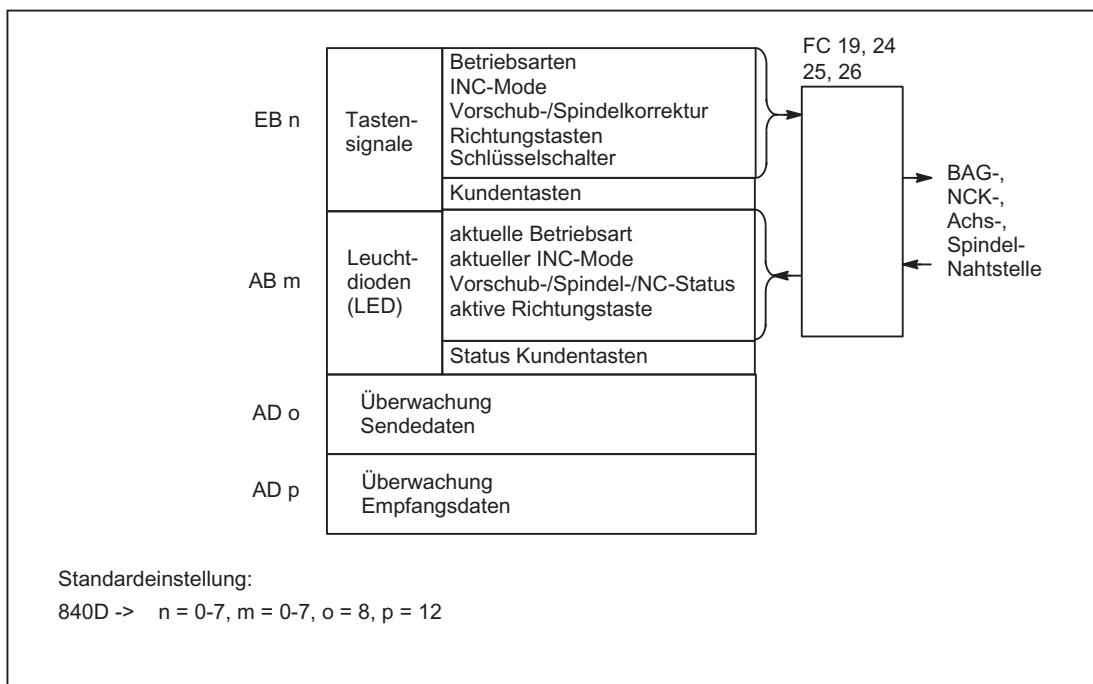 FC 19, 24
25, 26
EB n
Tasten-
signale
Betriebsarten
INC-Mode
Vorschub-/Spindelkorrektur
Richtungstasten
Schlüsselschalter
Kundentasten
BAG-,
NCK-,
Achs-,
Spindel-
Nahtstelle
AB m
Leucht-
dioden
(LED)
aktuelle Betriebsart
aktueller INC-Mode
Vorschub-/Spindel-/NC-Status
aktive Richtungstaste
Status Kundentasten
AD o
Überwachung
Sendedaten
AD p
Überwachung
Empfangsdaten
Standardeinstellung:
840D -> n = 0-7, m = 0-7, o = 8, p = 12